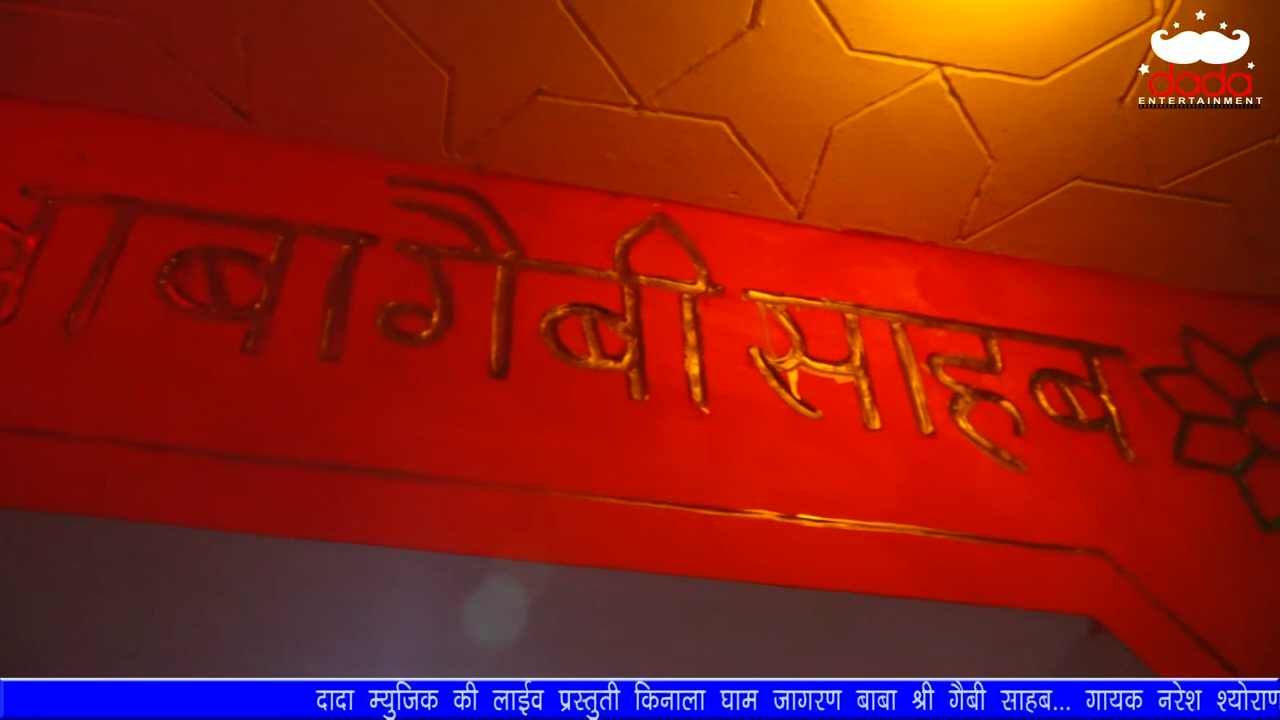 dada
ENTERTAINMENT
बाबा गैबी साहब
दादा म्युजिक की लाईव प्रस्तुती किनाला घाम जागरण बाबा श्री गैबी साहब... गायक नरेश